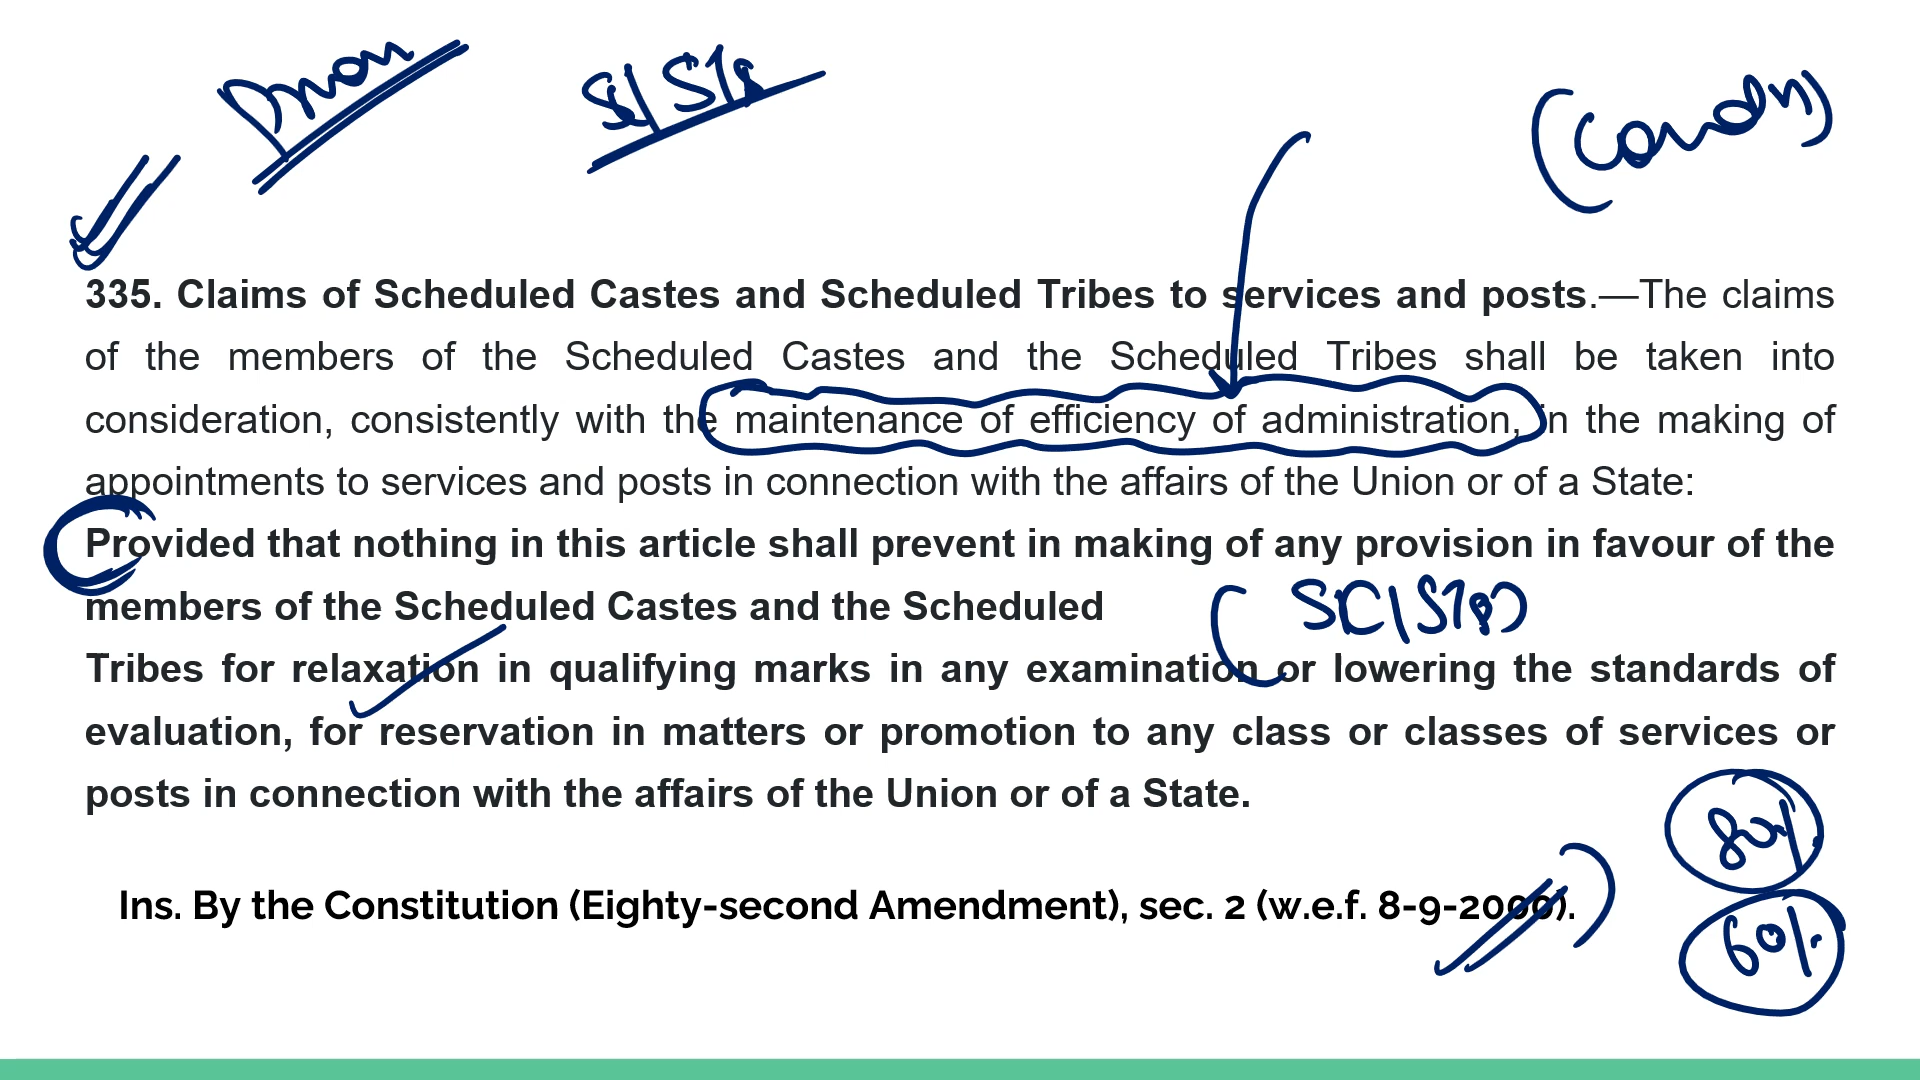 SC/STs
335. Claims of Scheduled Castes and Scheduled Tribes to services and posts.—The claims
of the members of the Scheduled Castes and the Scheduled Tribes shall be taken into
consideration, consistently with the maintenance of efficiency of administration, in the making of
appointments to services and posts in connection with the affairs of the Union or of a State:
Provided that nothing in this article shall prevent in making of any provision in favour of the
members of the Scheduled Castes and the Scheduled
SC/STs
Tribes for relaxation in qualifying marks in any examination or lowering the standards of
evaluation, for reservation in matters or promotion to any class or classes of services or
posts in connection with the affairs of the Union or of a State.
80%
Ins. By the Constitution (Eighty-second Amendment), sec. 2 (w.e.f. 8-9-2000).
60%